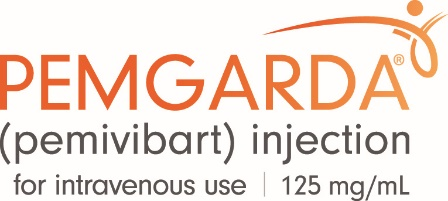 PEMGARDA®
(pemivibart) injection
for intravenous use | 125 mg/mL